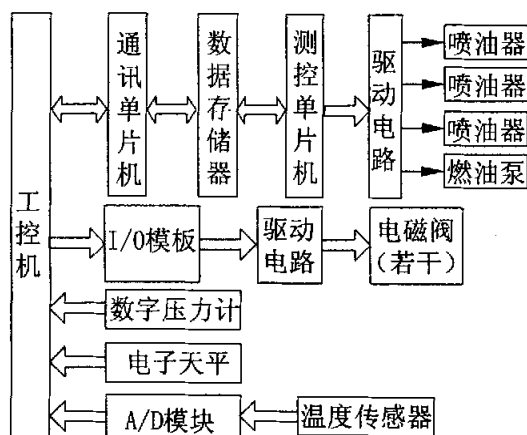 工控机
通讯单片机
数据存储器
测控单片机
驱动电路
喷油器
喷油器
喷油器
燃油泵
I/O模板
驱动
电路
电磁阀
(若干)
数字压力计
电子天平
A/D模块
温度传感器